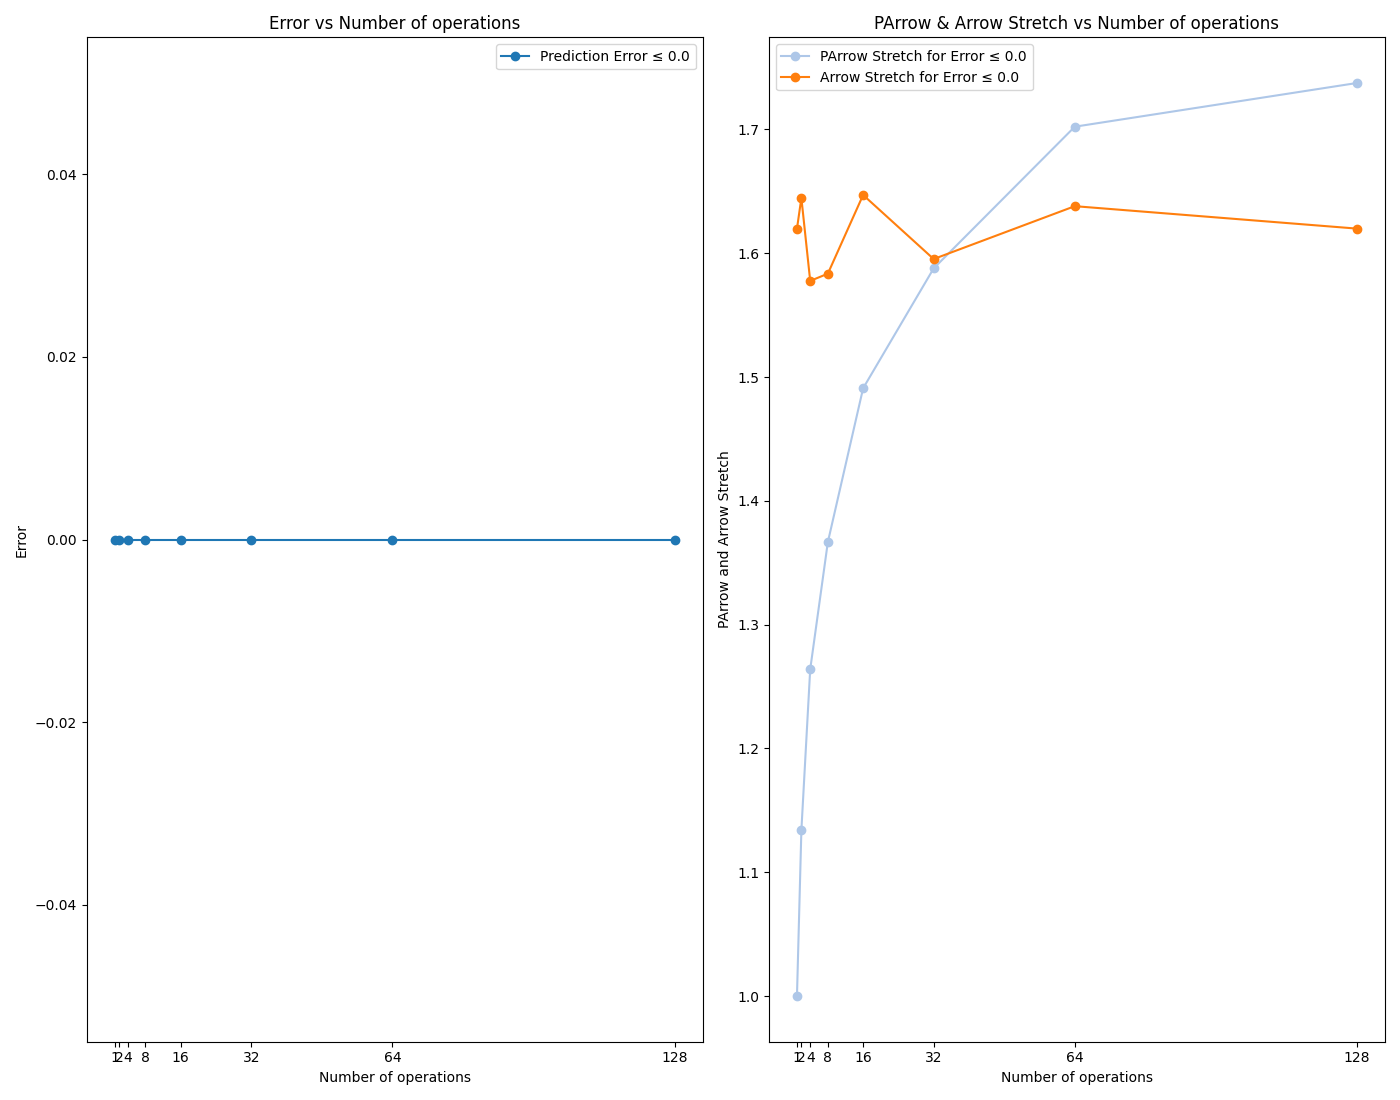 Error vs Number of operations
Prediction Error ≤ 0.0
0.04
0.02
0.00
−0.02
−0.04
Error
1 2 4 8 16 32 64 128
Number of operations
PArrow & Arrow Stretch vs Number of operations
PArrow Stretch for Error ≤ 0.0
Arrow Stretch for Error ≤ 0.0
1.7
1.6
1.5
1.4
1.3
1.2
1.1
1.0
PArrow and Arrow Stretch
1 2 4 8 16 32 64 128
Number of operations